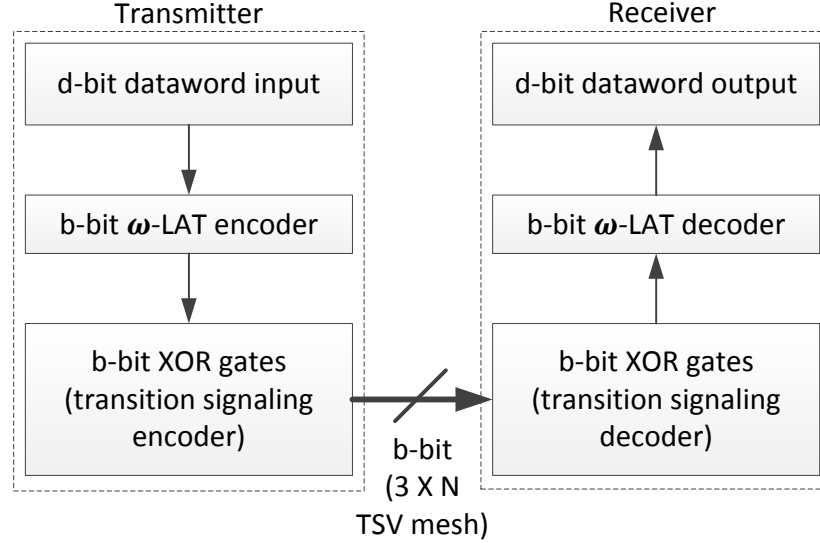 Transmitter
d-bit dataword input
b-bit ω-LAT encoder
b-bit XOR gates
(transition signaling
encoder)
b-bit
(3 X N
TSV mesh)
Receiver
d-bit dataword output
b-bit ω-LAT decoder
b-bit XOR gates
(transition signaling
decoder)